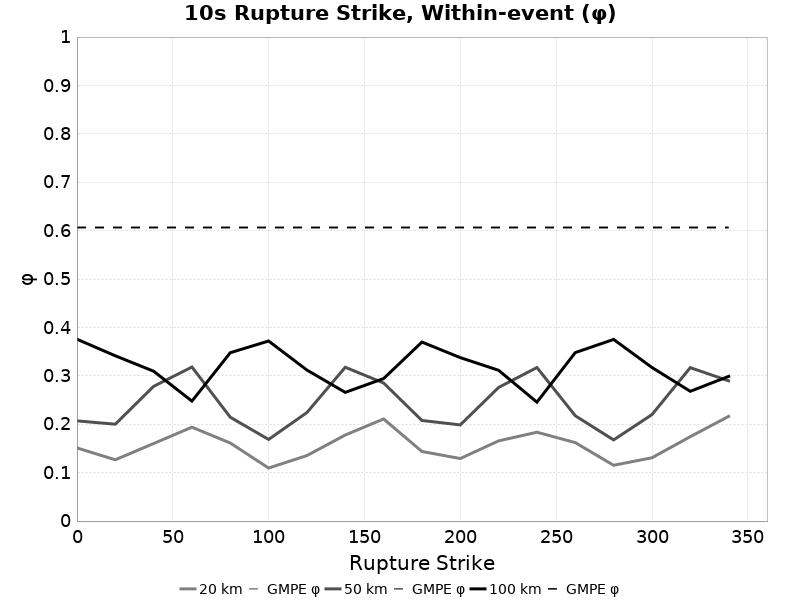 10s Rupture Strike, Within-event (φ)
1
0.9
0.8
0.7
0.6
0.5
0.4
0.3
0.2
0.1
0
φ
0 50 100 150 200 250 300 350
Rupture Strike
20 km GMPE φ 50 km GMPE φ 100 km GMPE φ